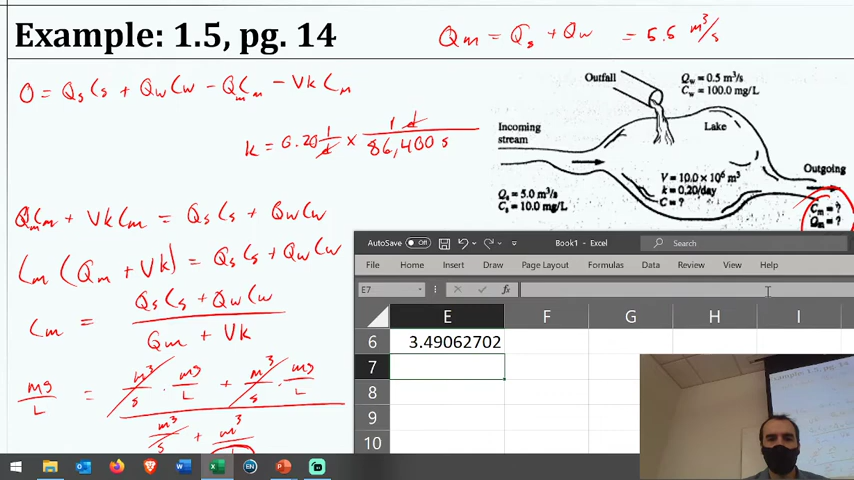 Example: 1.5, pg. 14
Qm = Qs + Qw = 5.5 m³/s
0 = QsCs + QwCw - QmCm - VkCm
k = 0.20 1/d × 1 d / 86,400 s
QmCm + VkCm = QsCs + QwCw
Cm (Qm + Vk) = QsCs + QwCw
Cm = QsCs + QwCw / Qm + Vk
mg/L = m³/s · mg/L + m³/s · mg/L
m³/s + m³
Outfall
Qw = 0.5 m³/s
Cw = 100.0 mg/L
Incoming
stream
Lake
Outgoing
V = 10.0 × 10⁶ m³
k = 0.20/day
C = ?
Qs = 5.0 m³/s
Cs = 10.0 mg/L
Cm = ?
Qm = ?
AutoSave Off Book1 - Excel Search
File Home Insert Draw Page Layout Formulas Data Review View Help
E7 fx
E F G H I
6 3.49062702
7
8
9
10
Example: 1.5, pg. 14